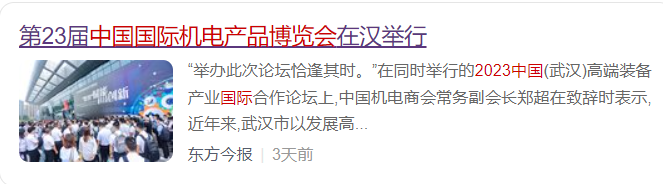 第23届中国国际机电产品博览会在汉举行
“举办此次论坛恰逢其时。”在同时举行的2023中国(武汉)高端装备
产业国际合作论坛上,中国机电商会常务副会长郑超在致辞时表示,
近年来,武汉市以发展高...
东方今报 | 3天前